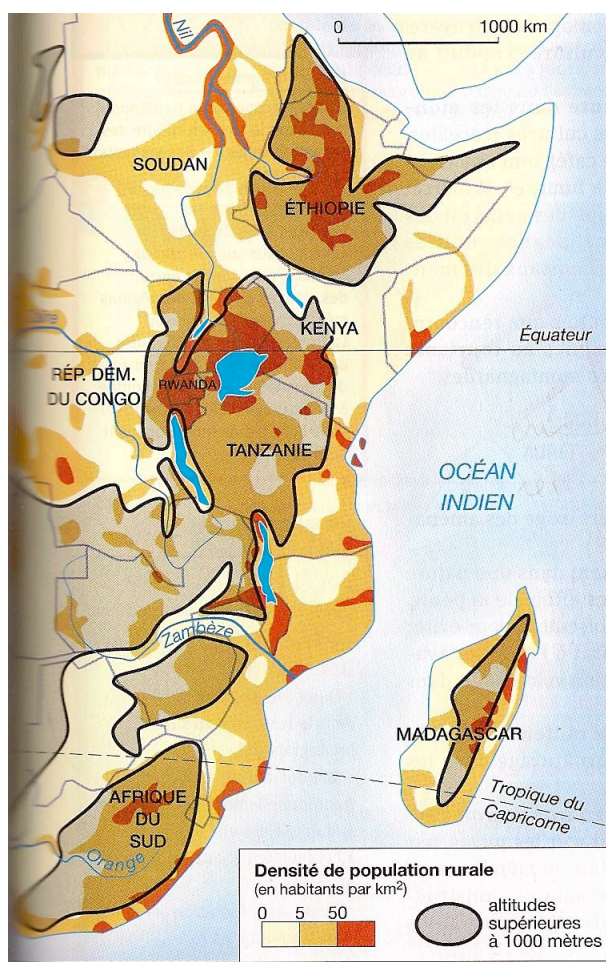 Nil
0 1000 km
SOUDAN
ÉTHIOPIE
KENYA
Équateur
RÉP. DÉM.
DU CONGO
RWANDA
TANZANIE
OCÉAN
INDIEN
Zambèze
MADAGASCAR
Tropique du
Capricorne
AFRIQUE
DU
SUD
Orange
Densité de population rurale
(en habitants par km²)
0 5 50
altitudes
supérieures
à 1000 mètres